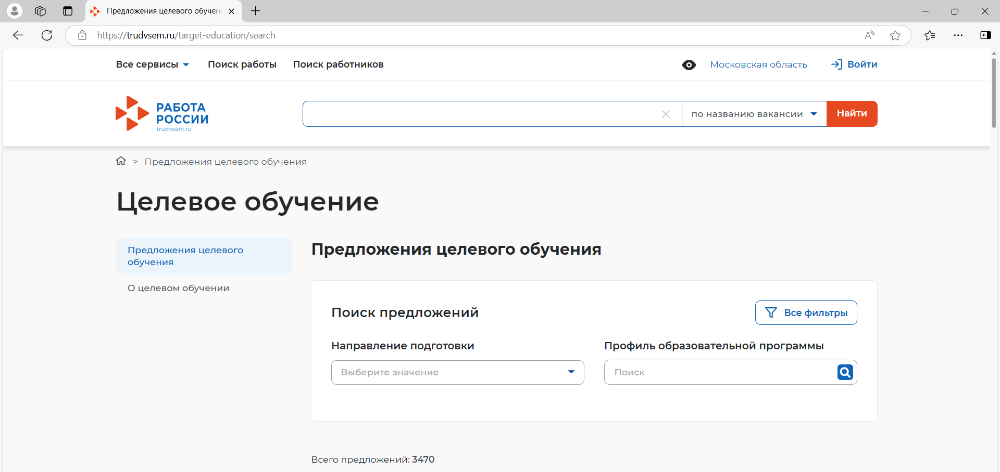 Предложения целевого обучен
https://trudvsem.ru/target-education/search
Все сервисы Поиск работы Поиск работников Московская область Войти
РАБОТА
РОССИИ
trudvsem.ru
по названию вакансии Найти
> Предложения целевого обучения
Целевое обучение
Предложения целевого
обучения
О целевом обучении
Предложения целевого обучения
Поиск предложений Все фильтры
Направление подготовки Профиль образовательной программы
Выберите значение Поиск
Всего предложений: 3470